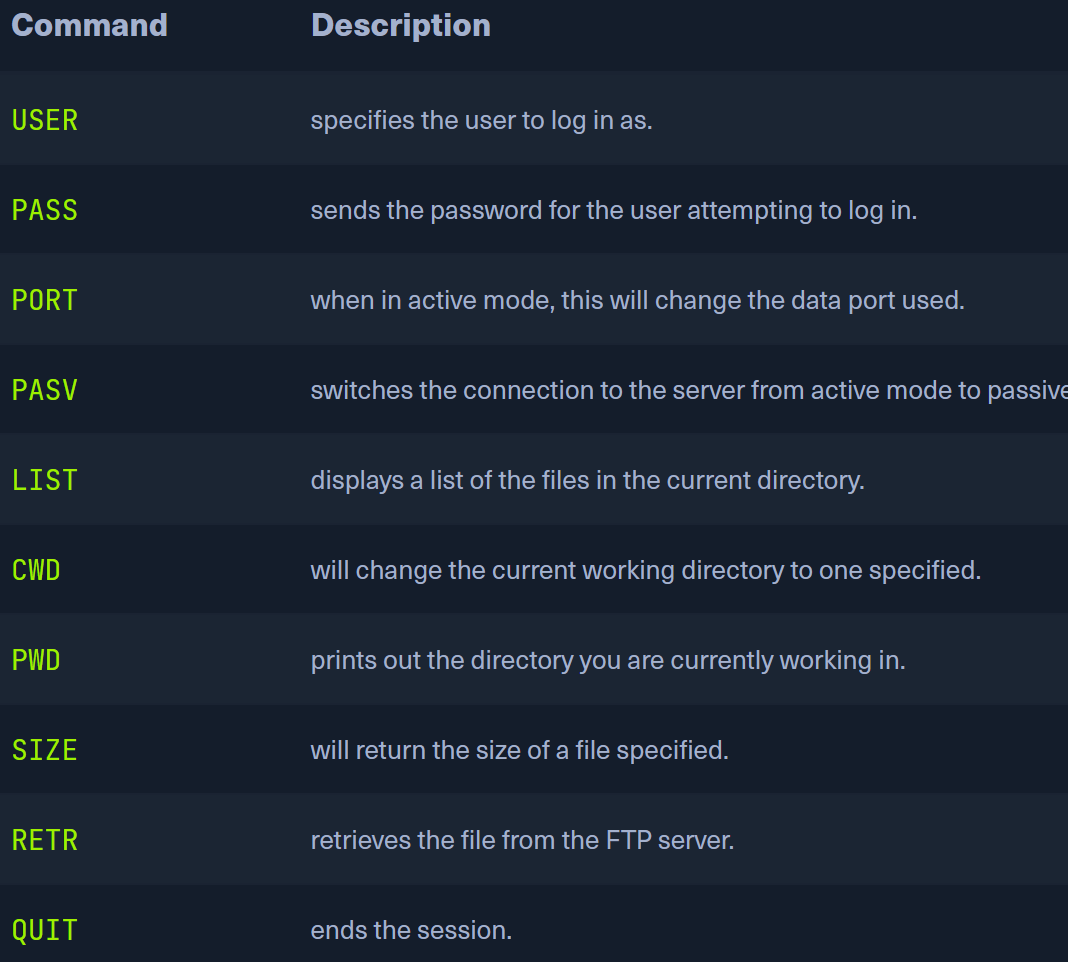 Command Description
USER specifies the user to log in as.
PASS sends the password for the user attempting to log in.
PORT when in active mode, this will change the data port used.
PASV switches the connection to the server from active mode to passive
LIST displays a list of the files in the current directory.
CWD will change the current working directory to one specified.
PWD prints out the directory you are currently working in.
SIZE will return the size of a file specified.
RETR retrieves the file from the FTP server.
QUIT ends the session.